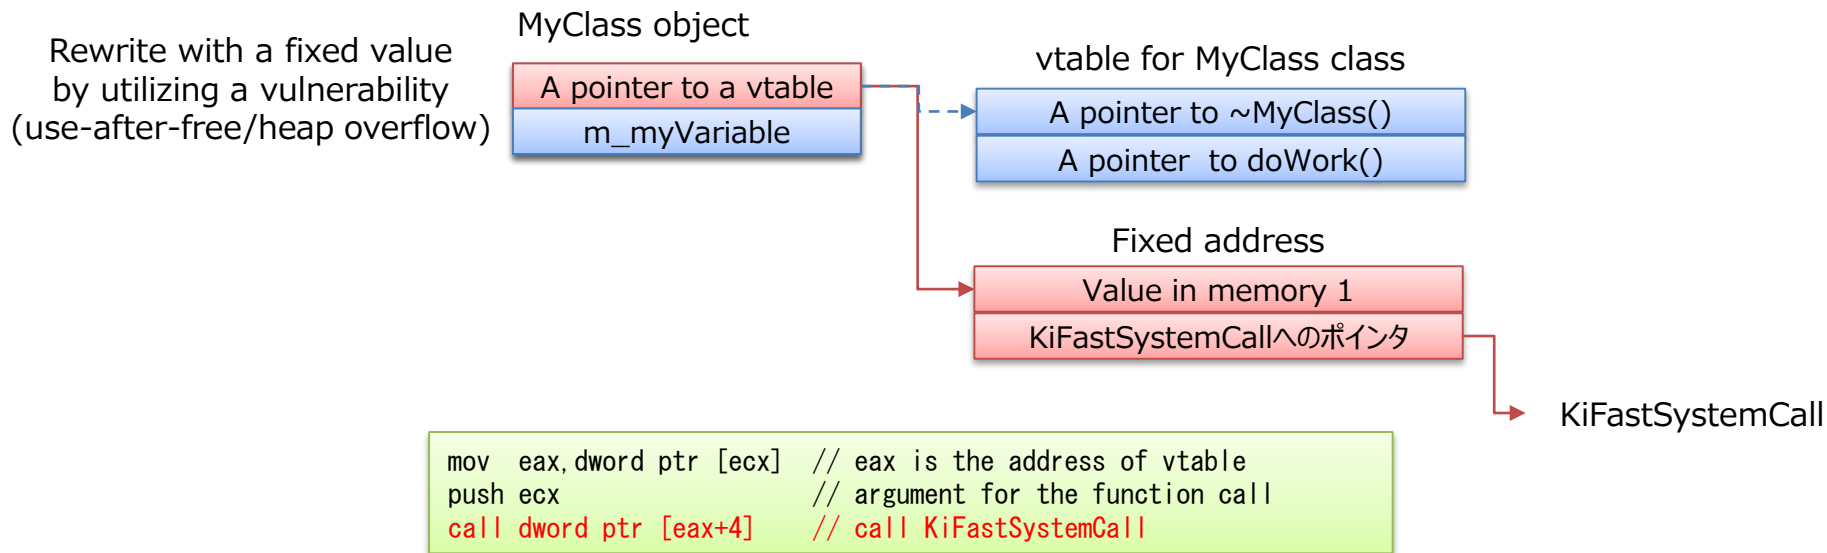 MyClass object
Rewrite with a fixed value
by utilizing a vulnerability
(use-after-free/heap overflow)
A pointer to a vtable
m_myVariable
vtable for MyClass class
A pointer to ~MyClass()
A pointer  to doWork()
Fixed address
Value in memory 1
KiFastSystemCallへのポインタ
KiFastSystemCall
mov  eax,dword ptr [ecx]  // eax is the address of vtable
push ecx                  // argument for the function call
call dword ptr [eax+4]    // call KiFastSystemCall